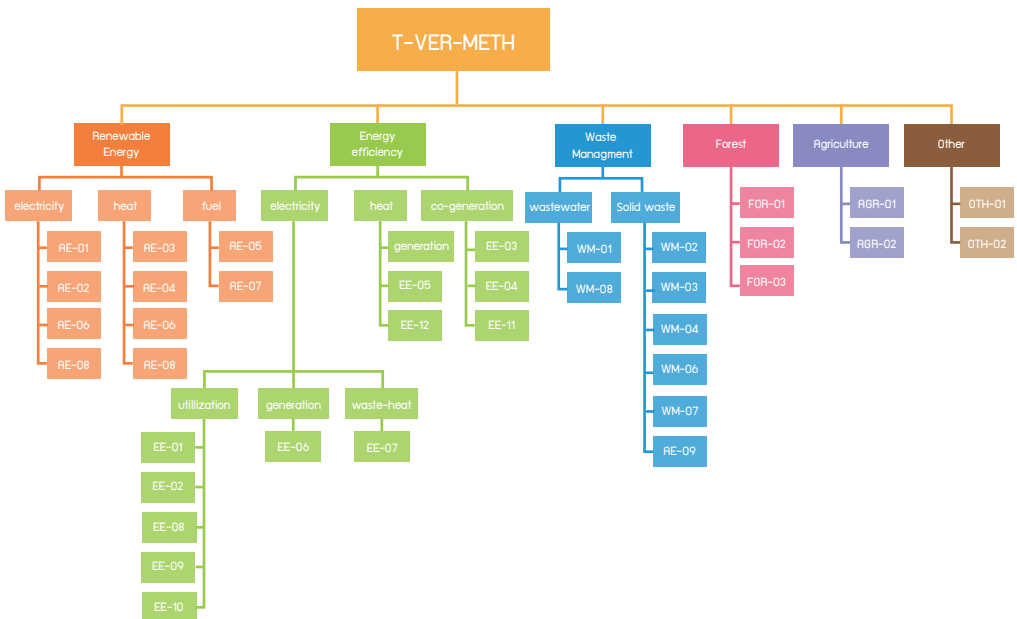 T-VER-METH
Renewable
Energy
electricity
AE-01
AE-02
AE-06
AE-08
heat
AE-03
AE-04
AE-06
AE-08
fuel
AE-05
AE-07
Energy
efficiency
electricity
utillization
EE-01
EE-02
EE-08
EE-09
EE-10
generation
EE-06
waste-heat
EE-07
heat
generation
EE-05
EE-12
co-generation
EE-03
EE-04
EE-11
Waste
Managment
wastewater
WM-01
WM-08
Solid waste
WM-02
WM-03
WM-04
WM-06
WM-07
AE-09
Forest
FOR-01
FOR-02
FOR-03
Agriculture
AGR-01
AGR-02
Other
OTH-01
OTH-02